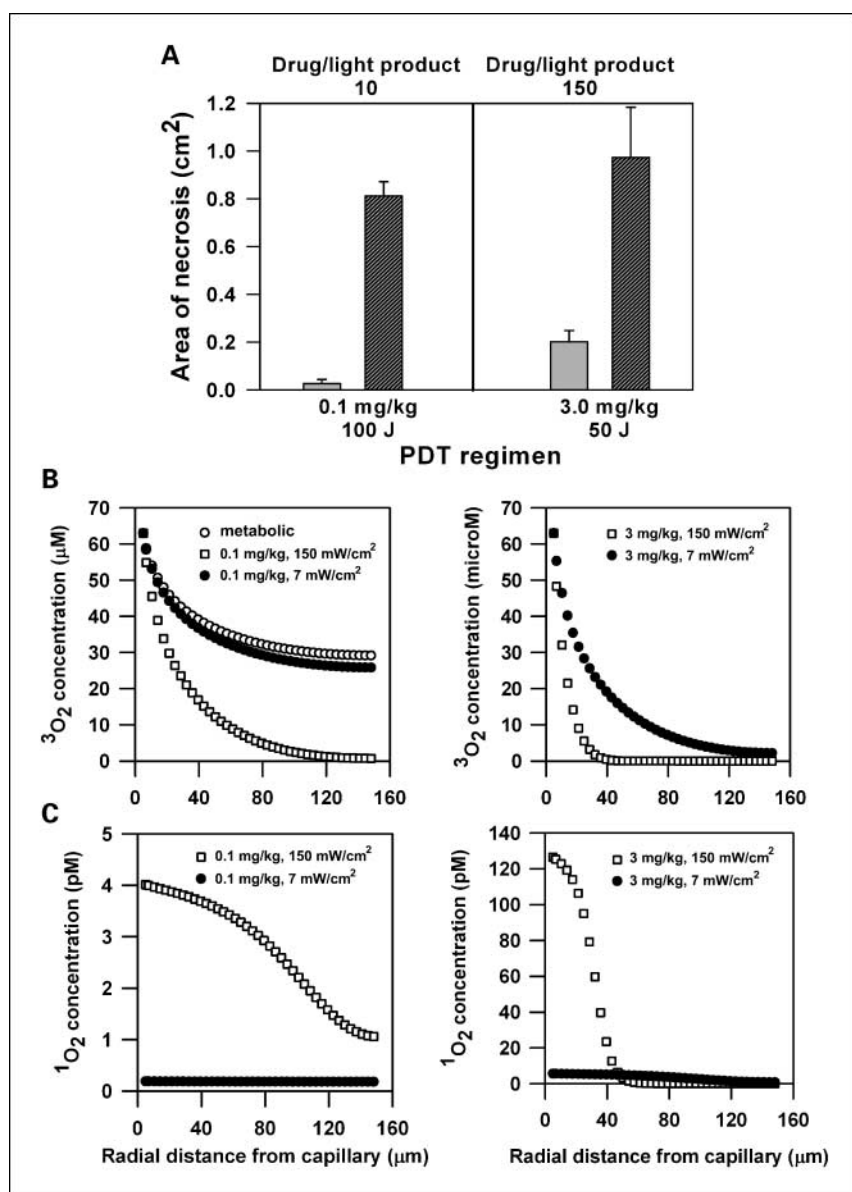 A
Drug/light product Drug/light product
10 150
Area of necrosis (cm²)
1.2
1.0
0.8
0.6
0.4
0.2
0.0
0.1 mg/kg 3.0 mg/kg
100 J 50 J
PDT regimen
B
³O₂ concentration (μM)
70
60
50
40
30
20
10
0
metabolic
0.1 mg/kg, 150 mW/cm²
0.1 mg/kg, 7 mW/cm²
0 40 80 120 160
³O₂ concentration (microM)
70
60
50
40
30
20
10
0
3 mg/kg, 150 mW/cm²
3 mg/kg, 7 mW/cm²
0 40 80 120 160
C
¹O₂ concentration (pM)
5
4
3
2
1
0
0.1 mg/kg, 150 mW/cm²
0.1 mg/kg, 7 mW/cm²
0 40 80 120 160
Radial distance from capillary (μm)
¹O₂ concentration (pM)
140
120
100
80
60
40
20
0
3 mg/kg, 150 mW/cm²
3 mg/kg, 7 mW/cm²
0 40 80 120 160
Radial distance from capillary (μm)